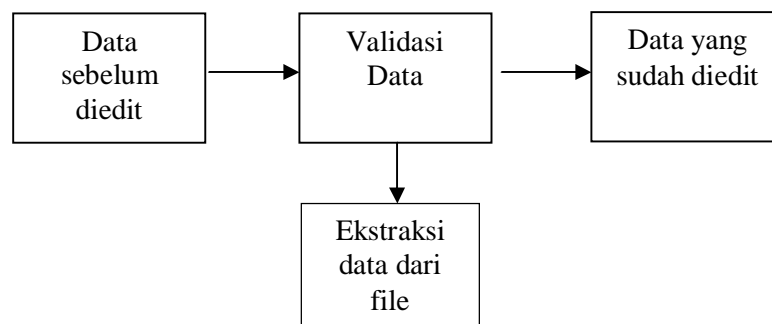 Data
sebelum
diedit
Validasi
Data
Data yang
sudah diedit
Ekstraksi
data dari
file